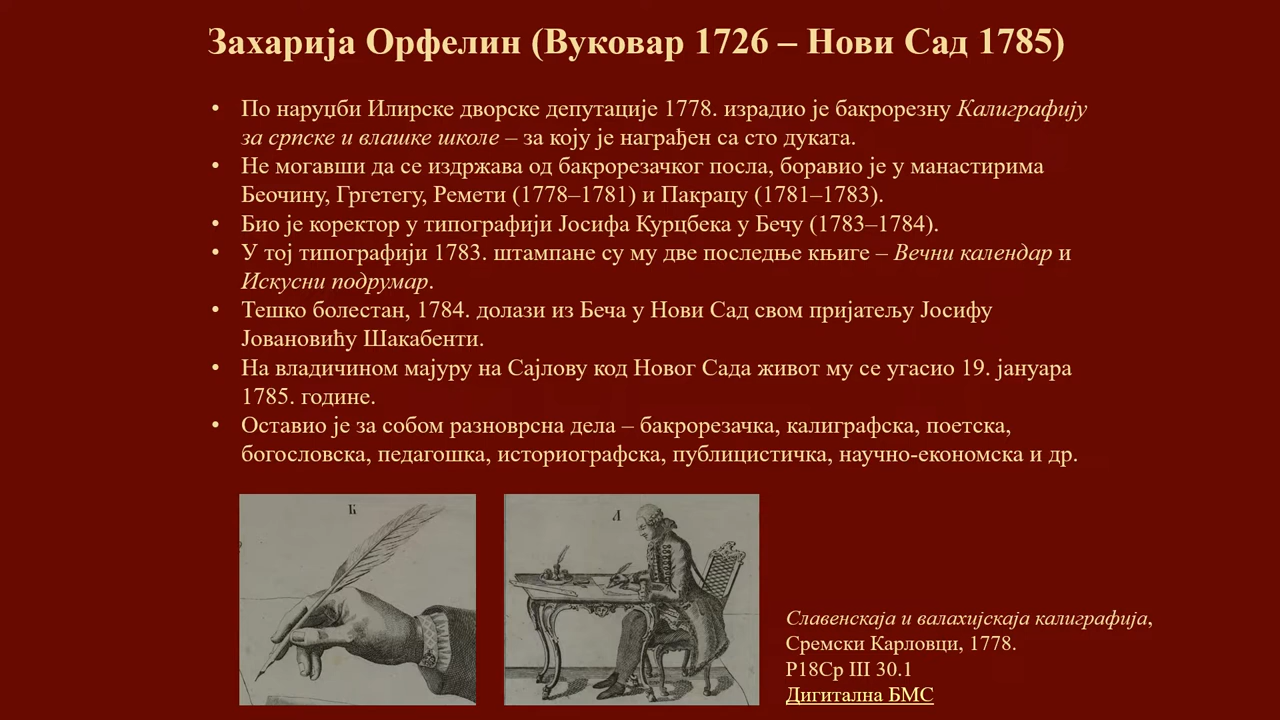 Захарија Орфелин (Вуковар 1726 – Нови Сад 1785)
• По наруџби Илирске дворске депутације 1778. израдио је бакрорезну Калиграфију
за српске и влашке школе – за коју је награђен са сто дуката.
• Не могавши да се издржава од бакрорезачког посла, боравио је у манастирима
Беочину, Гргетегу, Ремети (1778–1781) и Пакрацу (1781–1783).
• Био је коректор у типографији Јосифа Курцбека у Бечу (1783–1784).
• У тој типографији 1783. штампане су му две последње књиге – Вечни календар и
Искусни подрумар.
• Тешко болестан, 1784. долази из Беча у Нови Сад свом пријатељу Јосифу
Јовановићу Шакабенти.
• На владичином мајуру на Сајлову код Новог Сада живот му се угасио 19. јануара
1785. године.
• Оставио је за собом разноврсна дела – бакрорезачка, калиграфска, поетска,
богословска, педагошка, историографска, публицистичка, научно-економска и др.
Славенскаја и валахијскаја калиграфија,
Сремски Карловци, 1778.
Р18Ср III 30.1
Дигитална БМС